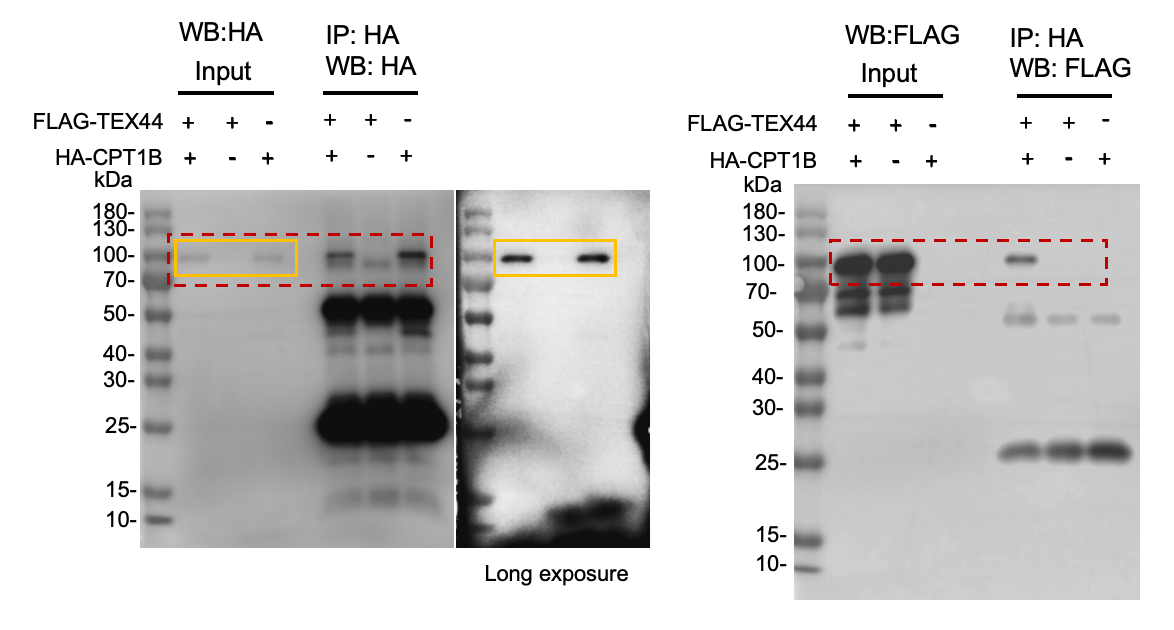 WB:HA
Input
IP: HA
WB: HA
FLAG-TEX44 + + - + + -
HA-CPT1B + - + + - +
kDa
180-
130-
100-
70-
50-
40-
30-
25-
15-
10-
Long exposure
WB:FLAG
Input
IP: HA
WB: FLAG
FLAG-TEX44 + + - + + -
HA-CPT1B + - + + - +
kDa
180-
130-
100-
70-
50-
40-
30-
25-
15-
10-